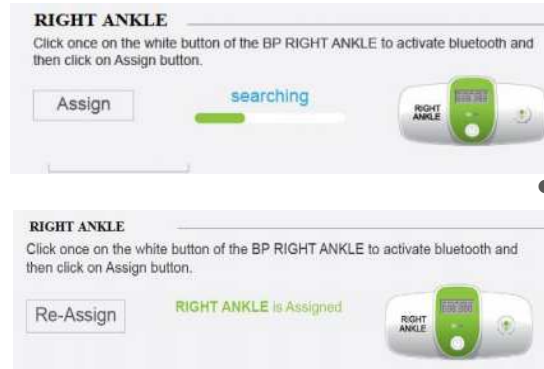 RIGHT ANKLE
Click once on the white button of the BP RIGHT ANKLE to activate bluetooth and
then click on Assign button.
Assign
searching
RIGHT
ANKLE
RIGHT ANKLE
Click once on the white button of the BP RIGHT ANKLE to activate bluetooth and
then click on Assign button.
Re-Assign
RIGHT ANKLE is Assigned
RIGHT
ANKLE